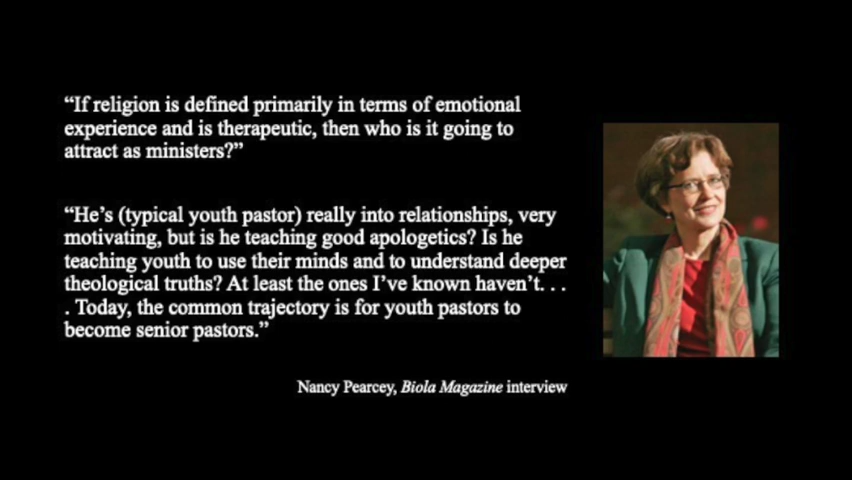 “If religion is defined primarily in terms of emotional
experience and is therapeutic, then who is it going to
attract as ministers?”
“He’s (typical youth pastor) really into relationships, very
motivating, but is he teaching good apologetics? Is he
teaching youth to use their minds and to understand deeper
theological truths? At least the ones I’ve known haven’t. . .
. Today, the common trajectory is for youth pastors to
become senior pastors.”
Nancy Pearcey, Biola Magazine interview